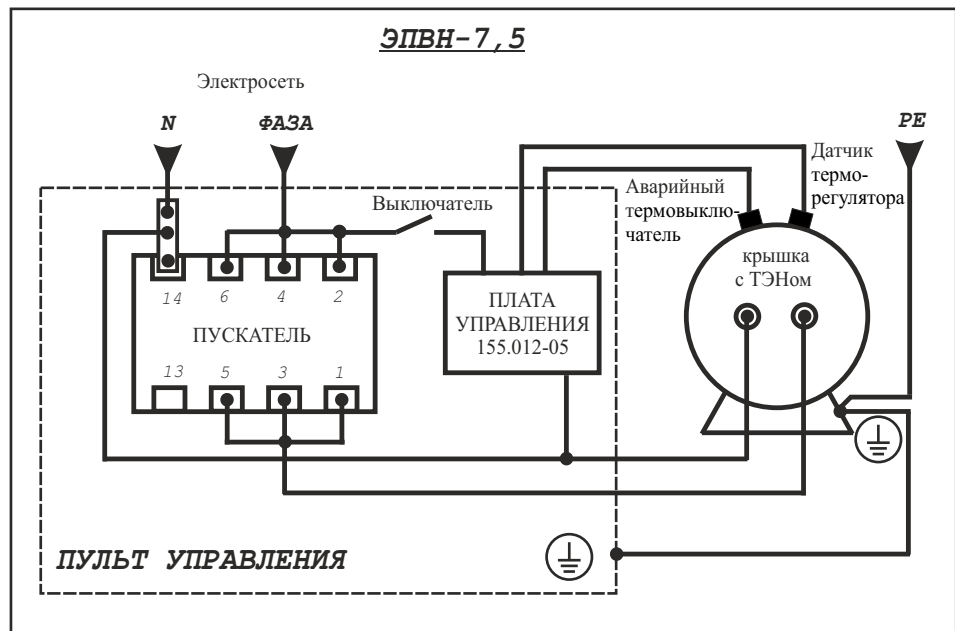 ЭПВН-7,5
Электросеть
N
ФАЗА
PE
Датчик
термо-
регулятора
Аварийный
термовыклю-
чатель
Выключатель
крышка
с ТЭНом
14
6
4
2
ПУСКАТЕЛЬ
13
5
3
1
ПЛАТА
УПРАВЛЕНИЯ
155.012-05
ПУЛЬТ УПРАВЛЕНИЯ